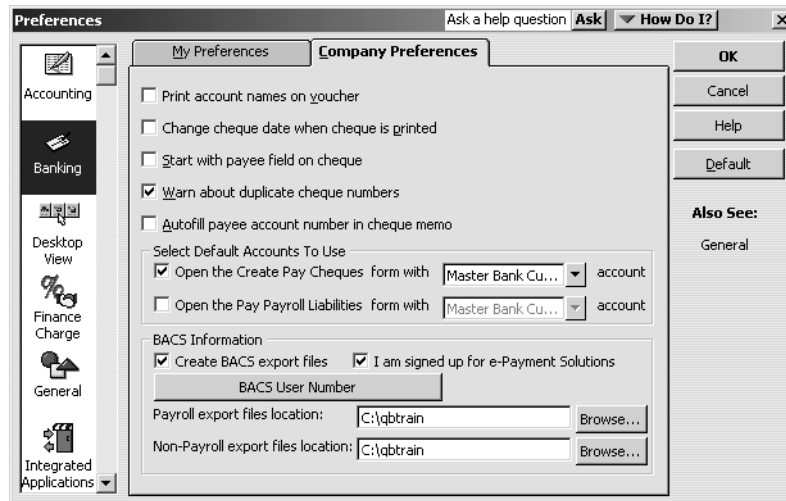 Preferences
Ask a help question Ask How Do I?
My Preferences
Company Preferences
Accounting
Banking
Desktop
View
Finance
Charge
General
Integrated
Applications
Print account names on voucher
Change cheque date when cheque is printed
Start with payee field on cheque
Warn about duplicate cheque numbers
Autofill payee account number in cheque memo
Select Default Accounts To Use
Open the Create Pay Cheques form with Master Bank Cu... account
Open the Pay Payroll Liabilities form with Master Bank Cu... account
BACS Information
Create BACS export files I am signed up for e-Payment Solutions
BACS User Number
Payroll export files location: C:\qbtrain Browse...
Non-Payroll export files location: C:\qbtrain Browse...
OK
Cancel
Help
Default
Also See:
General